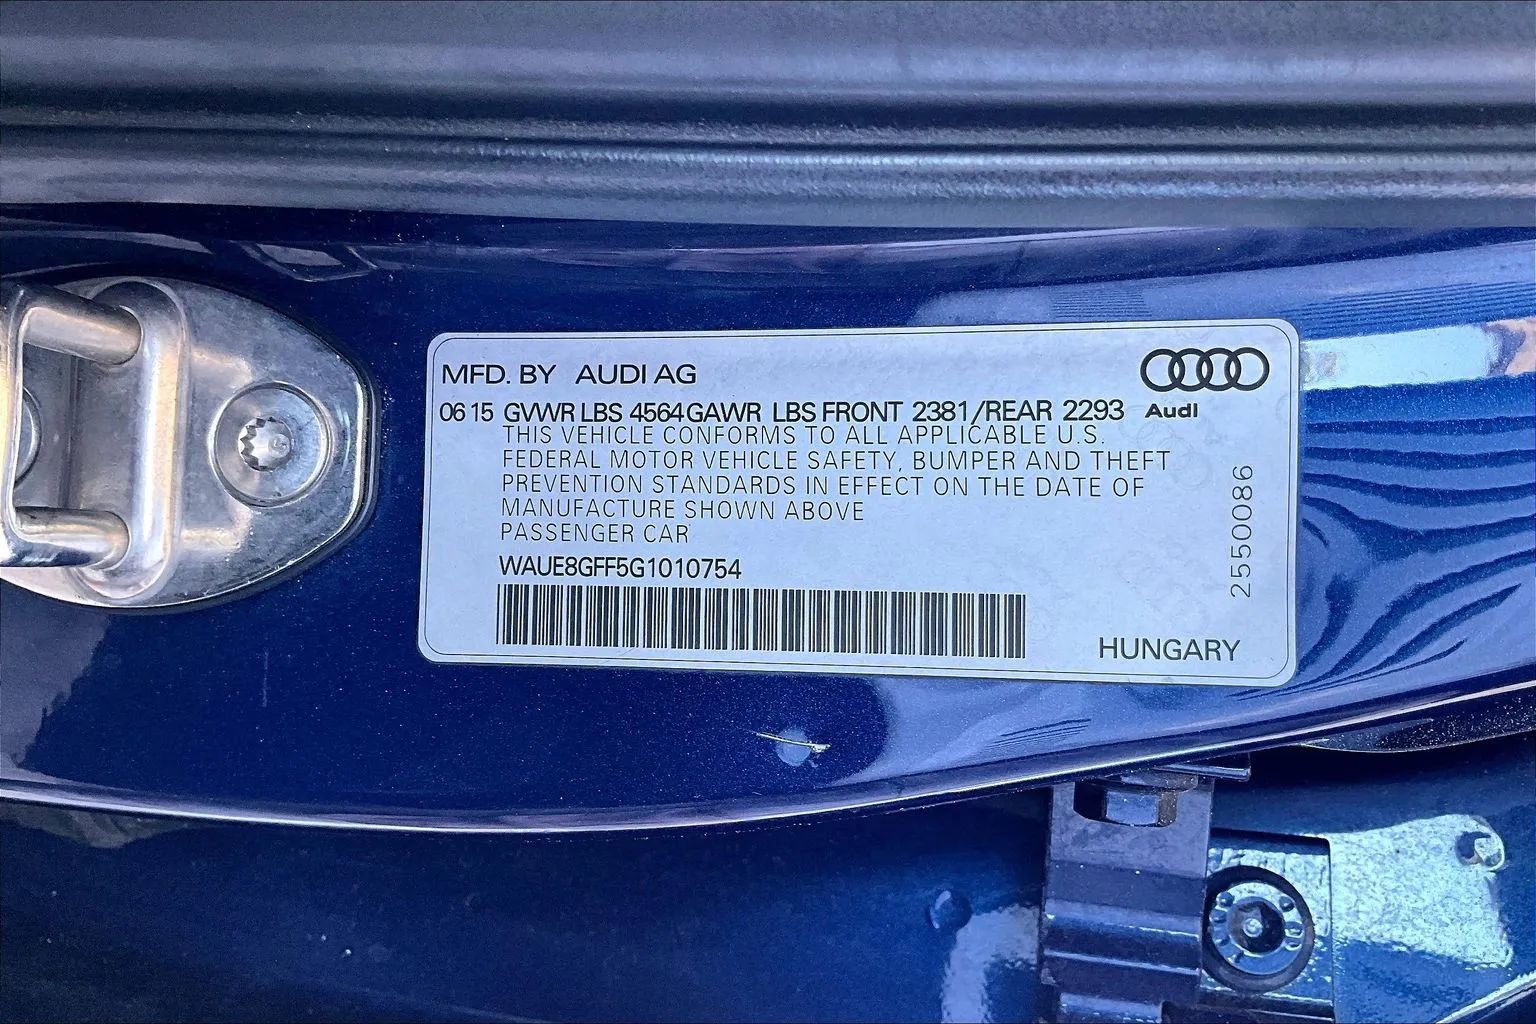 MFD. BY AUDI AG
06 15 GVWR LBS 4564 GAWR LBS FRONT 2381/REAR 2293
Audi
THIS VEHICLE CONFORMS TO ALL APPLICABLE U.S.
FEDERAL MOTOR VEHICLE SAFETY, BUMPER AND THEFT
PREVENTION STANDARDS IN EFFECT ON THE DATE OF
MANUFACTURE SHOWN ABOVE
PASSENGER CAR
WAUE8GFF5G1010754
2550086
HUNGARY